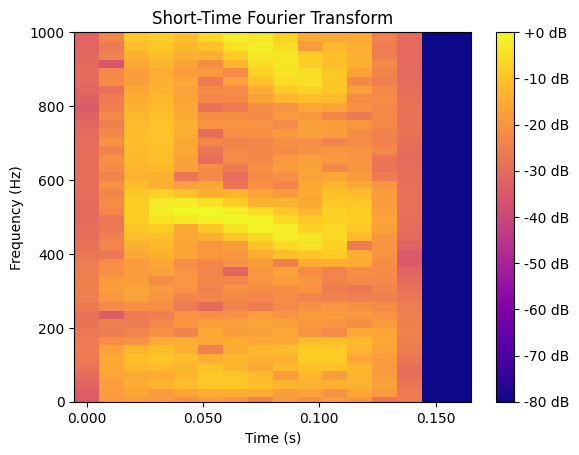 Short-Time Fourier Transform
Frequency (Hz)
1000
800
600
400
200
0
0.000
0.050
0.100
0.150
Time (s)
+0 dB
-10 dB
-20 dB
-30 dB
-40 dB
-50 dB
-60 dB
-70 dB
-80 dB